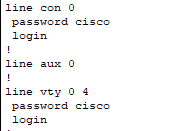 line con 0
 password cisco
 login
!
line aux 0
!
line vty 0 4
 password cisco
 login